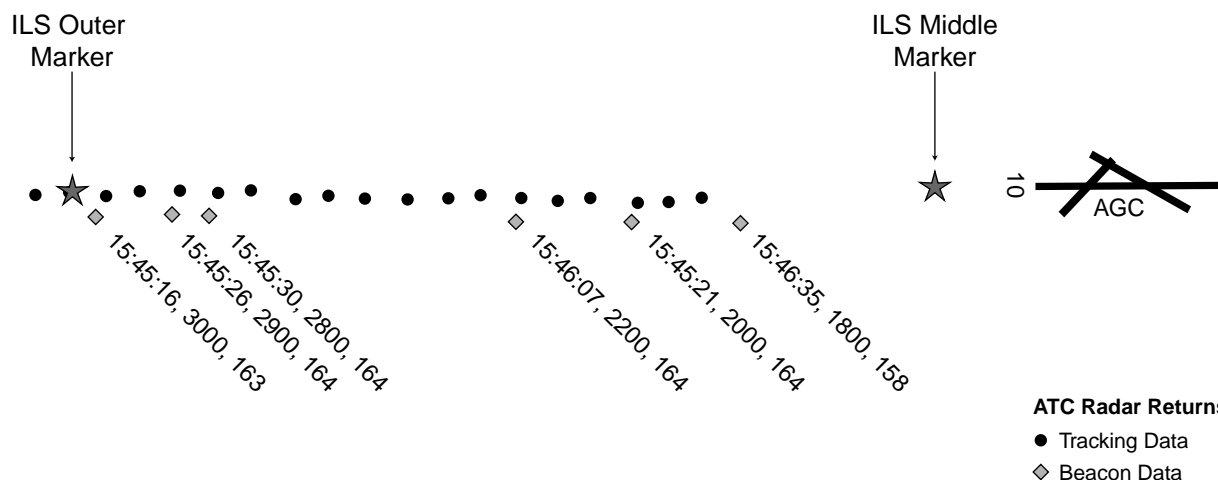 ILS Outer
Marker
ILS Middle
Marker
10
AGC
15:45:16, 3000, 163
15:45:26, 2900, 164
15:45:30, 2800, 164
15:46:07, 2200, 164
15:45:21, 2000, 164
15:46:35, 1800, 158
ATC Radar Returns
Tracking Data
Beacon Data